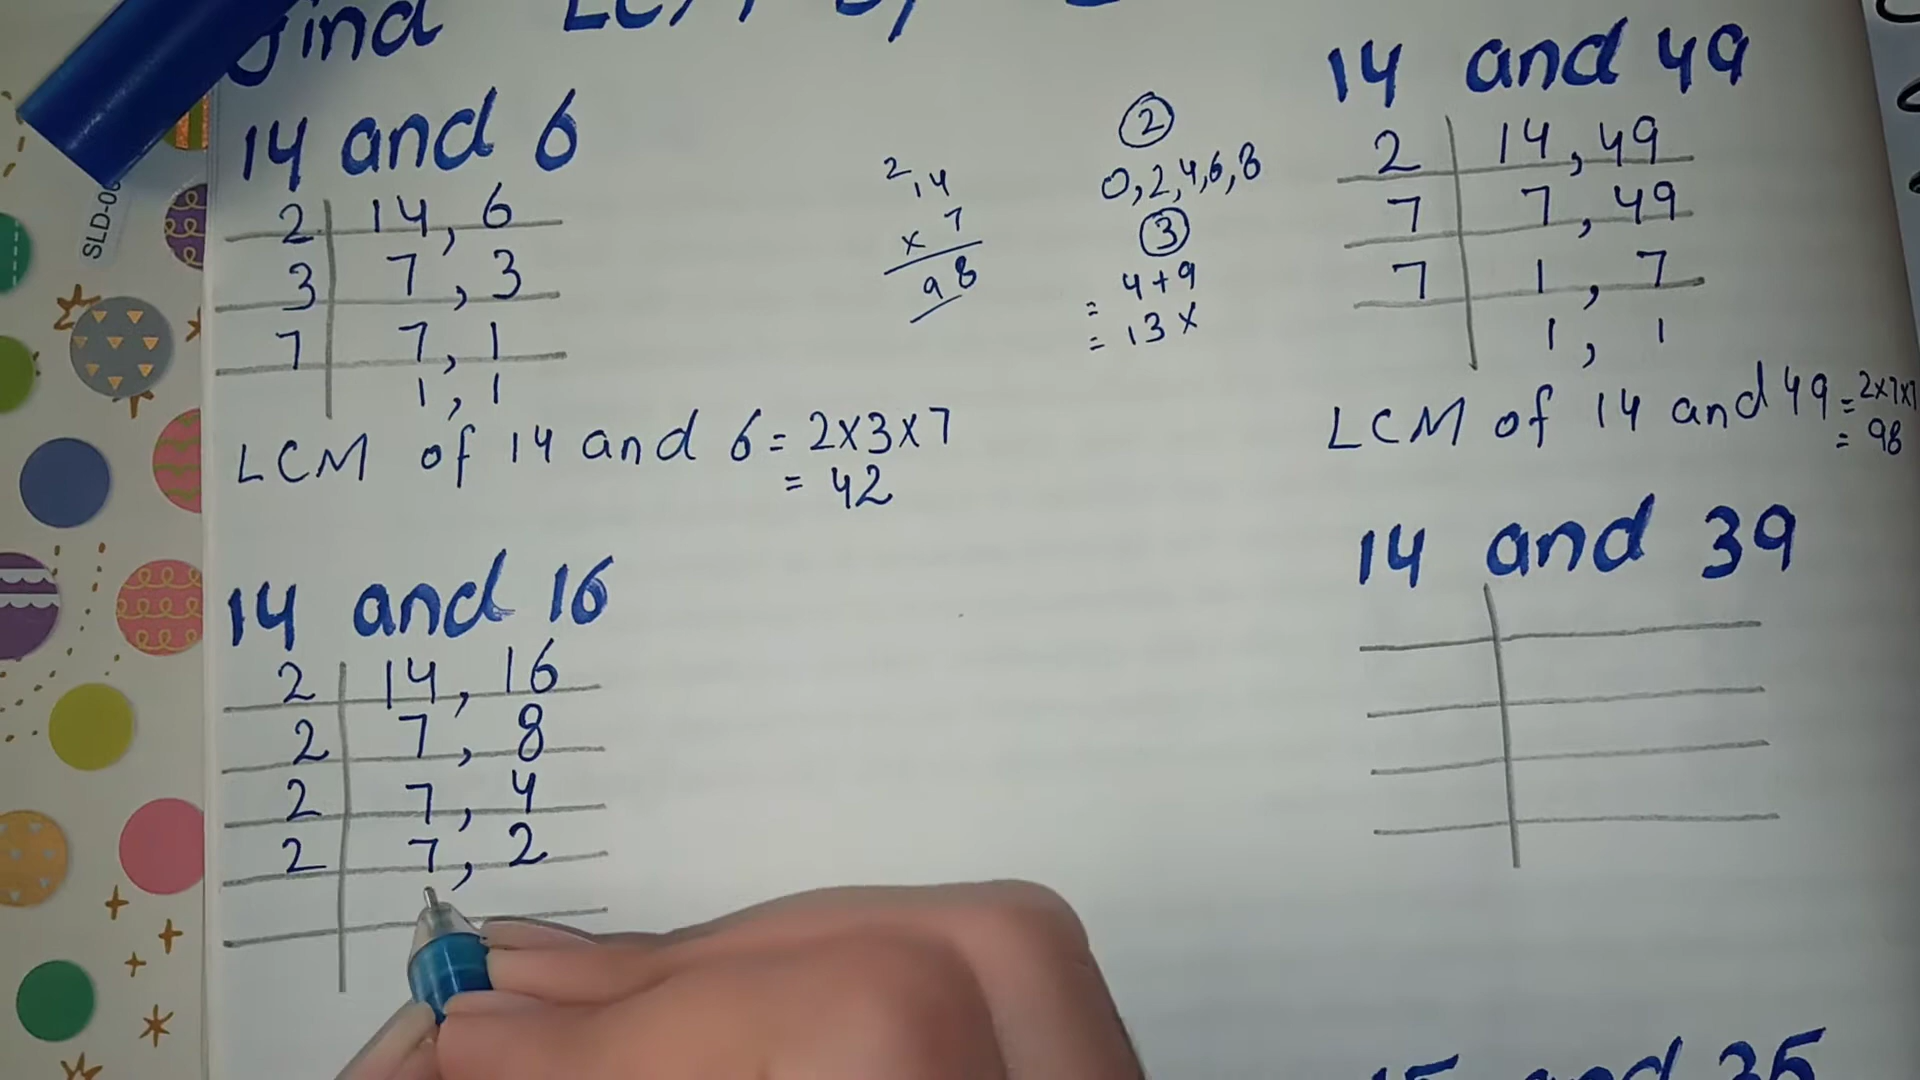 find LCM
14 and 6
2 14, 6
3 7, 3
7 7, 1
1, 1
LCM of 14 and 6 = 2x3x7
= 42
2
14
x 7
98
2
0,2,4,6,8
3
4+9
=
= 13 x
14 and 49
2 14, 49
7 7, 49
7 1, 7
1, 1
LCM of 14 and 49 = 2x7x7
= 98
14 and 16
2 14, 16
2 7, 8
2 7, 4
2 7, 2
14 and 39
and 35
SLD-0